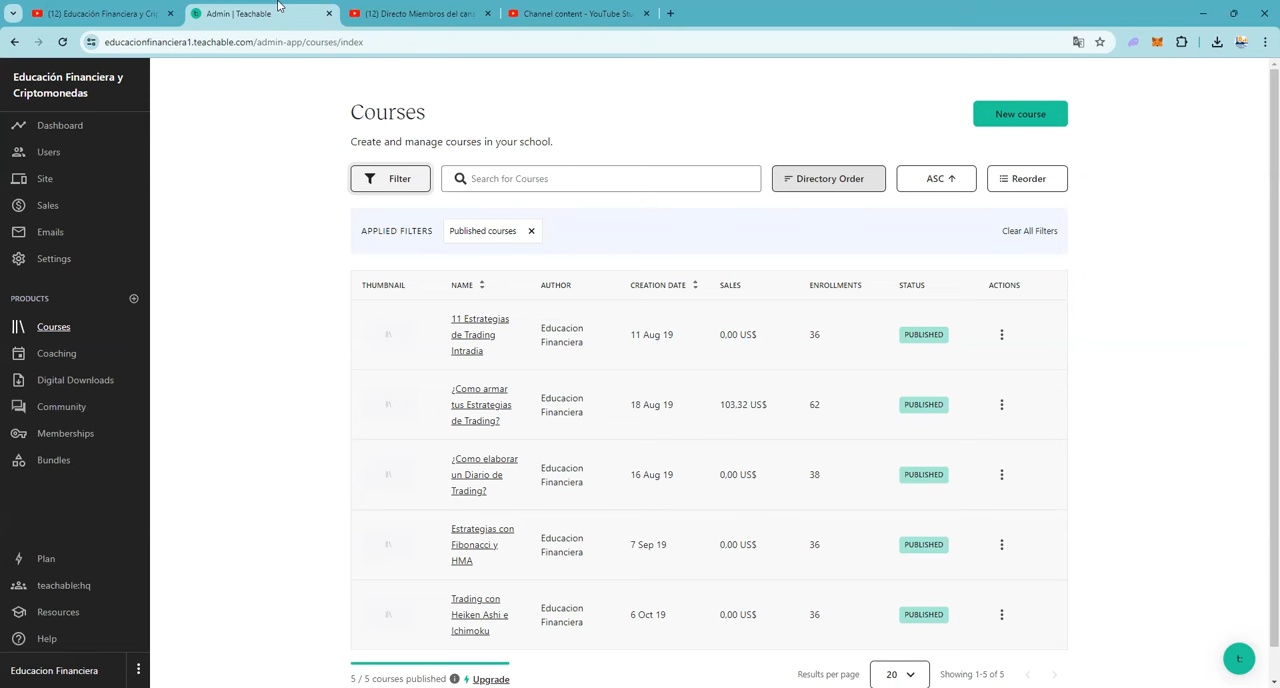 (12) Educación Financiera y Crip
Admin | Teachable
(12) Directo Miembros del cana
Channel content - YouTube Stu
educacionfinanciera1.teachable.com/admin-app/courses/index
Educación Financiera y
Criptomonedas
Dashboard
Users
Site
Sales
Emails
Settings
PRODUCTS
Courses
Coaching
Digital Downloads
Community
Memberships
Bundles
Plan
teachable:hq
Resources
Help
Educacion Financiera
Courses
New course
Create and manage courses in your school.
Filter
Search for Courses
Directory Order
ASC
Reorder
APPLIED FILTERS
Published courses
Clear All Filters
THUMBNAIL NAME AUTHOR CREATION DATE SALES ENROLLMENTS STATUS ACTIONS
11 Estrategias
de Trading
Intradia
Educacion
Financiera
11 Aug 19
0,00 US$
36
PUBLISHED
¿Como armar
tus Estrategias
de Trading?
Educacion
Financiera
18 Aug 19
103,32 US$
62
PUBLISHED
¿Como elaborar
un Diario de
Trading?
Educacion
Financiera
16 Aug 19
0,00 US$
38
PUBLISHED
Estrategias con
Fibonacci y
HMA
Educacion
Financiera
7 Sep 19
0,00 US$
36
PUBLISHED
Trading con
Heiken Ashi e
Ichimoku
Educacion
Financiera
6 Oct 19
0,00 US$
36
PUBLISHED
5 / 5 courses published
Upgrade
Results per page
20
Showing 1-5 of 5
t: